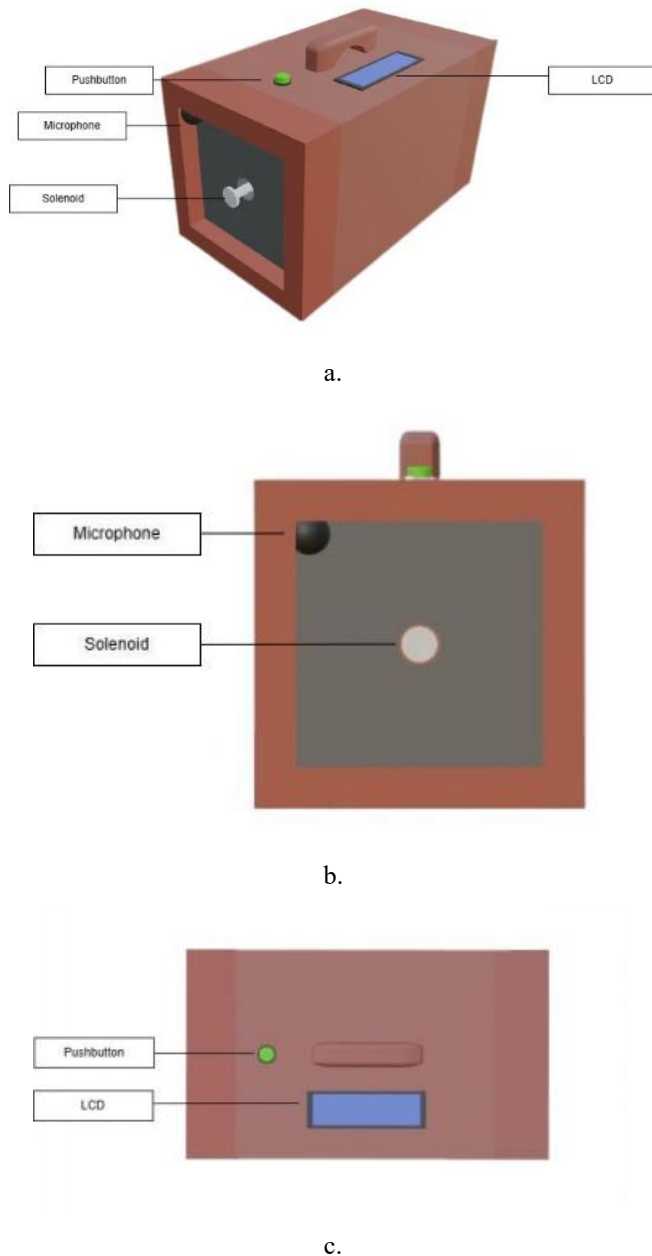 Pushbutton
LCD
Microphone
Solenoid
a.
Microphone
Solenoid
b.
Pushbutton
LCD
c.